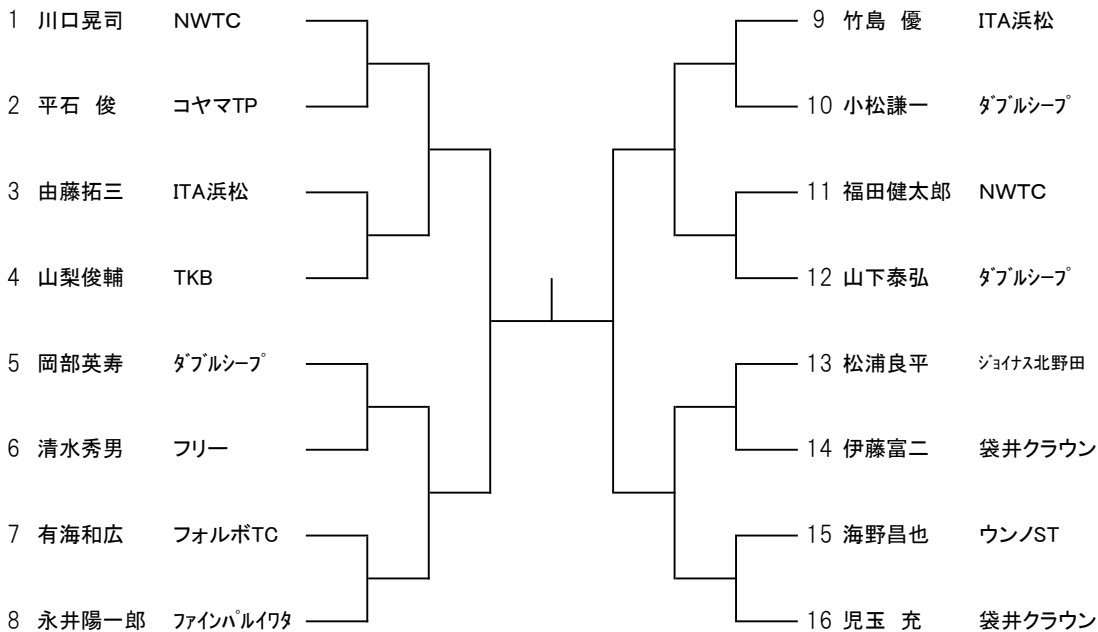 1 川口晃司 NWTC
2 平石 俊 コヤマTP
3 由藤拓三 ITA浜松
4 山梨俊輔 TKB
5 岡部英寿 ﾀﾞﾌﾞﾙｼｰﾌﾟ
6 清水秀男 フリー
7 有海和広 フォルボTC
8 永井陽一郎 ﾌｧｲﾝﾊﾟﾙｲﾜﾀ
9 竹島 優 ITA浜松
10 小松謙一 ﾀﾞﾌﾞﾙｼｰﾌﾟ
11 福田健太郎 NWTC
12 山下泰弘 ﾀﾞﾌﾞﾙｼｰﾌﾟ
13 松浦良平 ｼﾞｮｲﾅｽ北野田
14 伊藤富二 袋井クラウン
15 海野昌也 ウンノST
16 児玉 充 袋井クラウン